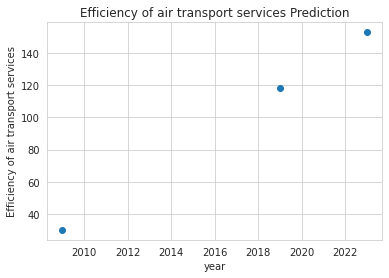 Efficiency of air transport services Prediction
Efficiency of air transport services
140
120
100
80
60
40
2010 2012 2014 2016 2018 2020 2022
year